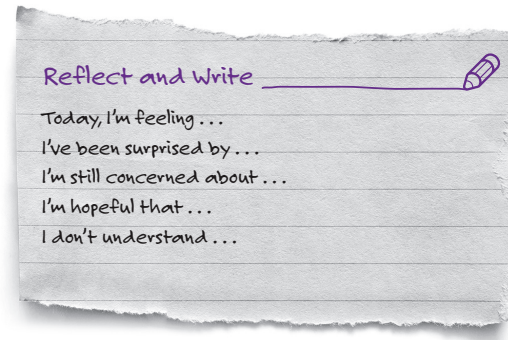 Reflect and Write
Today, I'm feeling ...
I've been surprised by ...
I'm still concerned about ...
I'm hopeful that ...
I don't understand ...